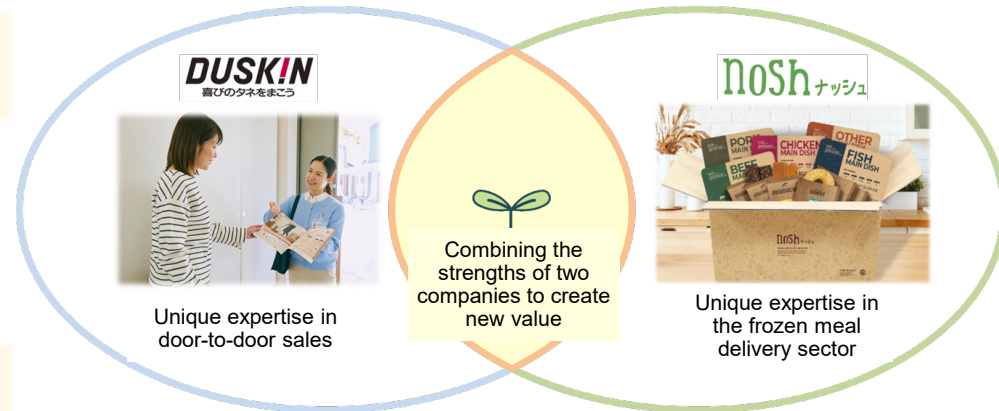 DUSKIN
喜びのタネをまこう
Unique expertise in
door-to-door sales
Combining the
strengths of two
companies to create
new value
nosh ナッシュ
OTHER
CHICKEN
MAIN DISH
FISH
MAIN DISH
BEEF
MAIN DISH
nosh ナッシュ
Unique expertise in
the frozen meal
delivery sector